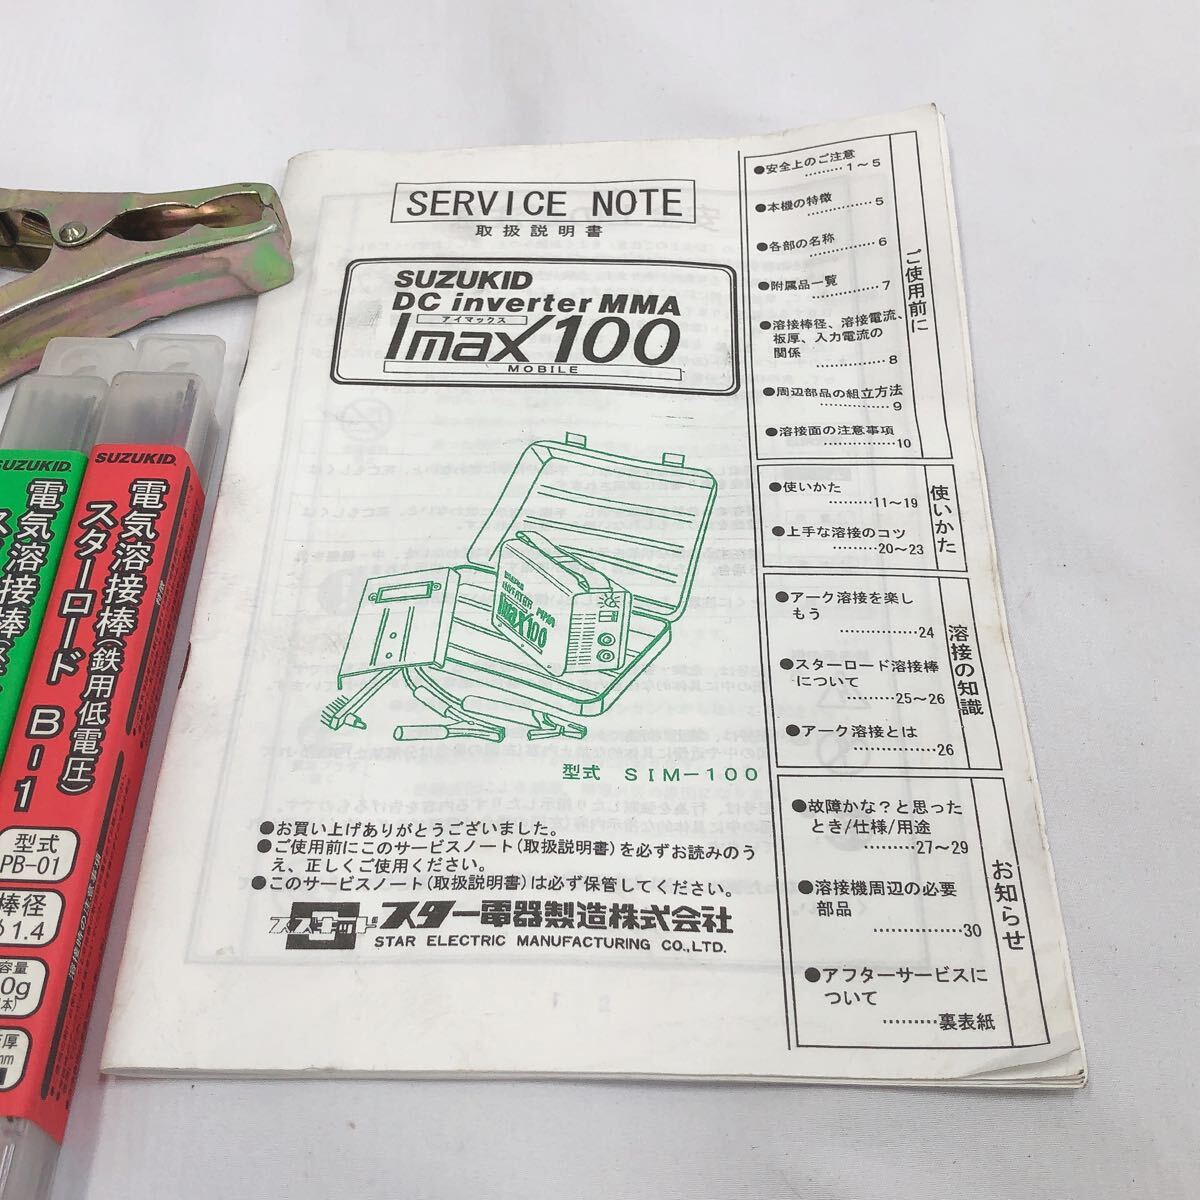 SERVICE NOTE
取扱説明書
SUZUKID
DC inverter MMA
アイマックス
Imax100
MOBILE
INVERTER MMA
Imax100
型式 SIM-100
●お買い上げありがとうございました。
●ご使用前にこのサービスノート(取扱説明書)を必ずお読みのう
え、正しくご使用ください。
●このサービスノート(取扱説明書)は必ず保管してください。
スズキッド スター電器製造株式会社
STAR ELECTRIC MANUFACTURING CO.,LTD.
ご使用前に
●安全上のご注意
………1~5
●本機の特徴
……………5
●各部の名称
……………6
●附属品一覧
……………7
●溶接棒径、溶接電流、
板厚、入力電流の
関係
……………8
●周辺部品の組立方法
……………9
●溶接面の注意事項
……………10
使いかた
●使いかた
………11~19
●上手な溶接のコツ
………20~23
溶接の知識
●アーク溶接を楽し
もう
……………24
●スターロード溶接棒
について
………25~26
●アーク溶接とは
……………26
お知らせ
●故障かな?と思った
とき/仕様/用途
………27~29
●溶接機周辺の必要
部品
……………30
●アフターサービスに
ついて
………裏表紙
SUZUKID
電気溶接棒(鉄用低電圧)
スターロード B-1
型式
PB-01
棒径
φ1.4
SUZUKID
電気溶接棒